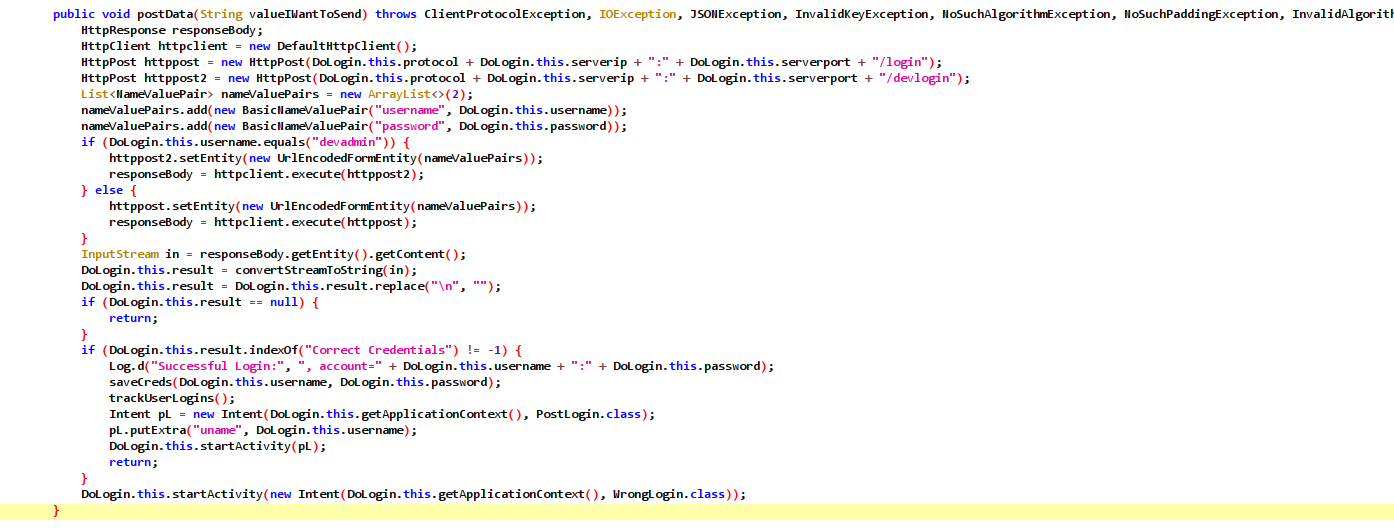 public void postData(String valueIWantToSend) throws ClientProtocolException, IOException, JSONException, InvalidKeyException, NoSuchAlgorithmException, NoSuchPaddingException, InvalidAlgorith
HttpResponse responseBody;
HttpClient httpclient = new DefaultHttpClient();
HttpPost httppost = new HttpPost(DoLogin.this.protocol + DoLogin.this.serverip + ":" + DoLogin.this.serverport + "/login");
HttpPost httppost2 = new HttpPost(DoLogin.this.protocol + DoLogin.this.serverip + ":" + DoLogin.this.serverport + "/devlogin");
List<NameValuePair> nameValuePairs = new ArrayList<>(2);
nameValuePairs.add(new BasicNameValuePair("username", DoLogin.this.username));
nameValuePairs.add(new BasicNameValuePair("password", DoLogin.this.password));
if (DoLogin.this.username.equals("devadmin")) {
httppost2.setEntity(new UrlEncodedFormEntity(nameValuePairs));
responseBody = httpclient.execute(httppost2);
} else {
httppost.setEntity(new UrlEncodedFormEntity(nameValuePairs));
responseBody = httpclient.execute(httppost);
}
InputStream in = responseBody.getEntity().getContent();
DoLogin.this.result = convertStreamToString(in);
DoLogin.this.result = DoLogin.this.result.replace("\n", "");
if (DoLogin.this.result == null) {
return;
}
if (DoLogin.this.result.indexOf("Correct Credentials") != -1) {
Log.d("Successful Login:", ", account=" + DoLogin.this.username + ":" + DoLogin.this.password);
saveCreds(DoLogin.this.username, DoLogin.this.password);
trackUserLogins();
Intent pL = new Intent(DoLogin.this.getApplicationContext(), PostLogin.class);
pL.putExtra("uname", DoLogin.this.username);
DoLogin.this.startActivity(pL);
return;
}
DoLogin.this.startActivity(new Intent(DoLogin.this.getApplicationContext(), WrongLogin.class));
}